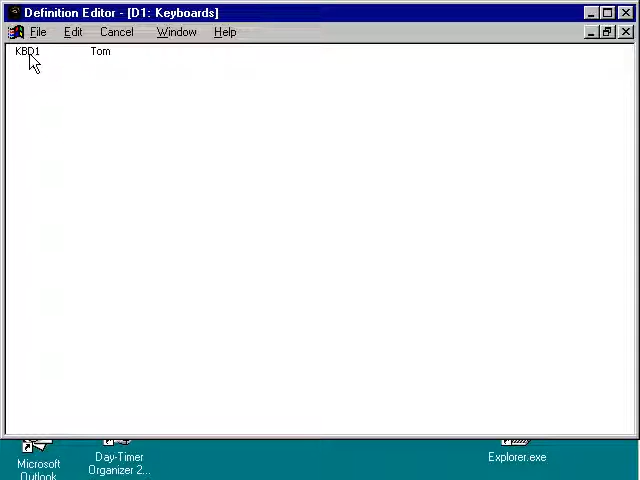 Definition Editor - [D1: Keyboards]
File Edit Cancel Window Help
KBD1 Tom
Microsoft
Outlook
Day-Timer
Organizer 2...
Explorer.exe